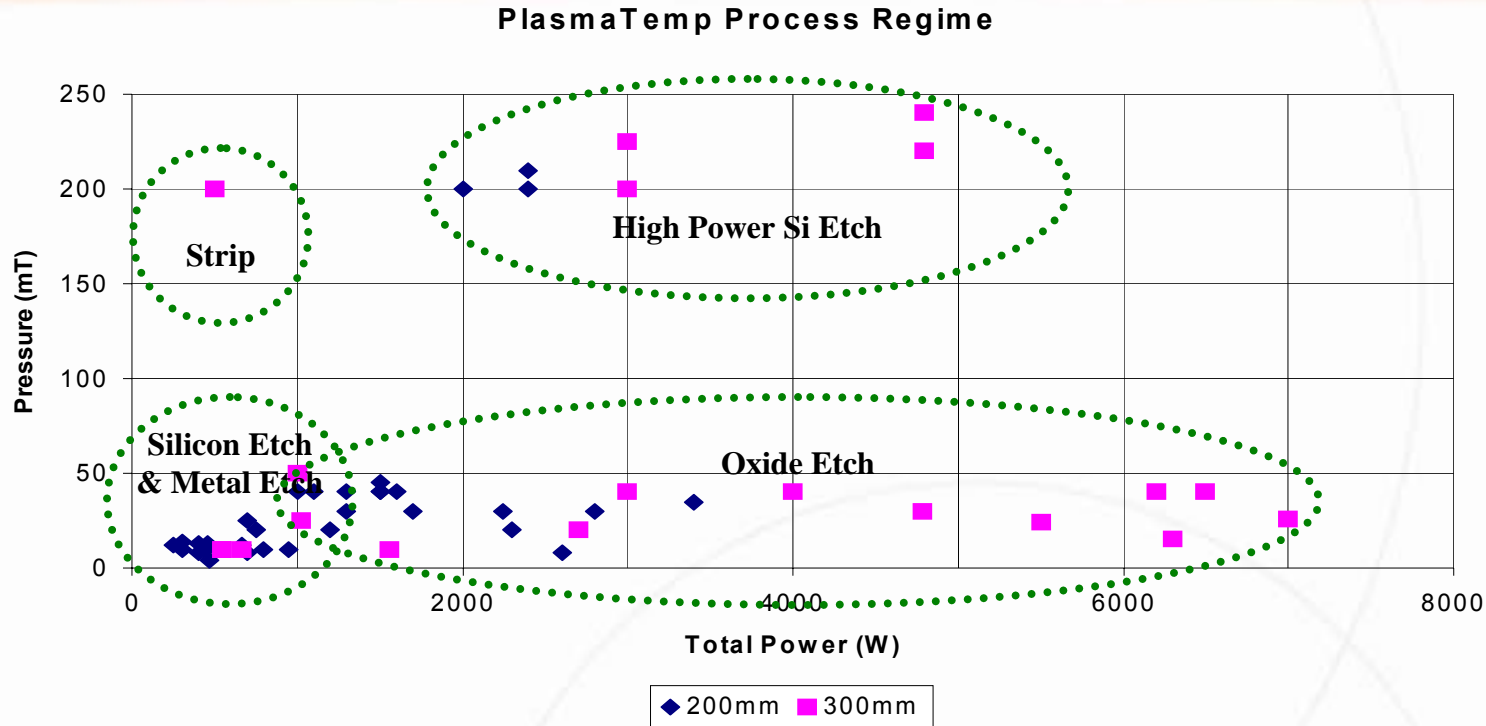 PlasmaTemp Process Regime
250
200
150
100
50
0
Pressure (mT)
Strip
High Power Si Etch
Silicon Etch
& Metal Etch
Oxide Etch
0 2000 4000 6000 8000
Total Power (W)
200mm 300mm